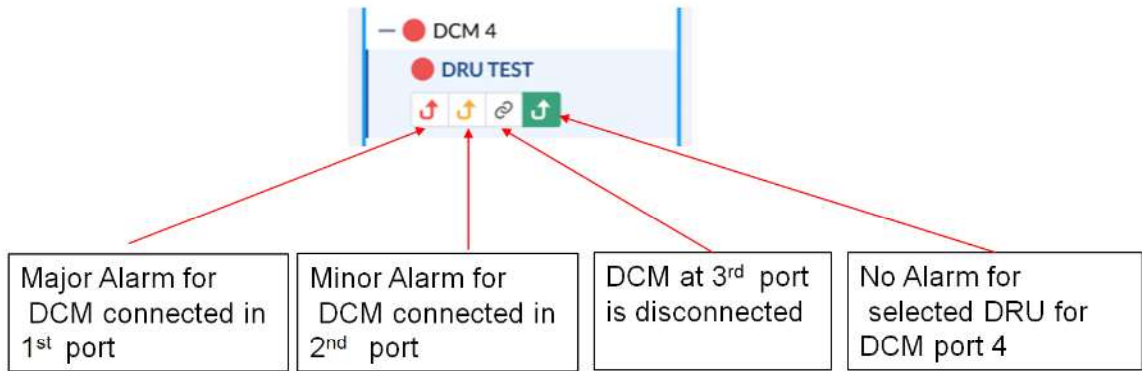 DCM 4
DRU TEST
Major Alarm for
DCM connected in
1st port
Minor Alarm for
DCM connected in
2nd port
DCM at 3rd port
is disconnected
No Alarm for
selected DRU for
DCM port 4